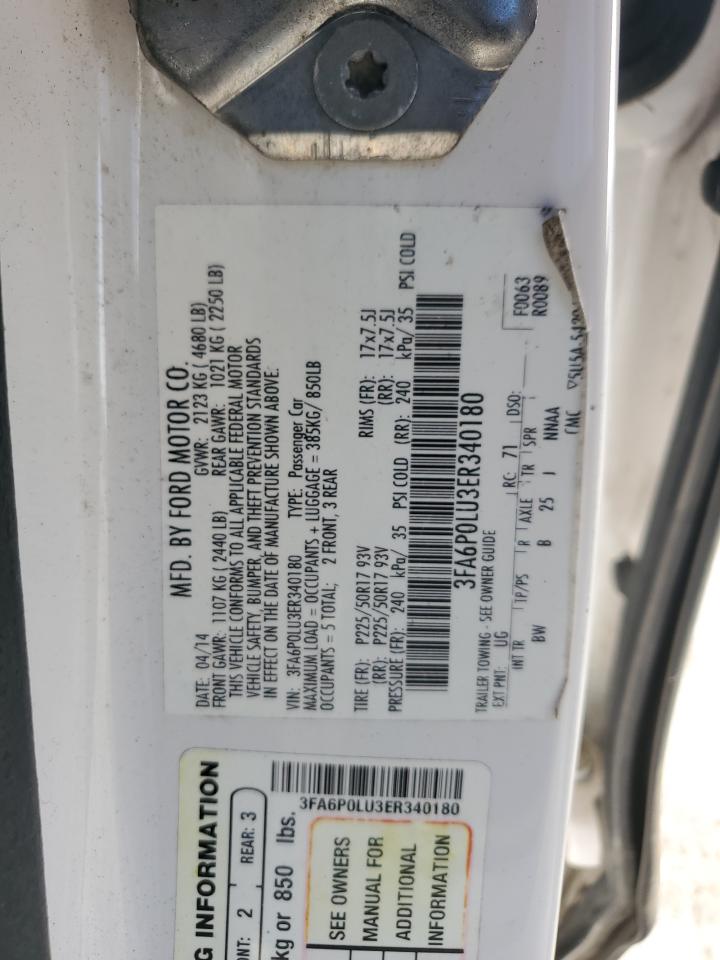 MFD. BY FORD MOTOR CO.
DATE: 04/14 GVWR: 2123 KG ( 4680 LB)
FRONT GAWR: 1107 KG ( 2440 LB) REAR GAWR: 1021 KG ( 2250 LB)
THIS VEHICLE CONFORMS TO ALL APPLICABLE FEDERAL MOTOR
VEHICLE SAFETY, BUMPER, AND THEFT PREVENTION STANDARDS
IN EFFECT ON THE DATE OF MANUFACTURE SHOWN ABOVE.
VIN: 3FA6P0LU3ER340180 TYPE: Passenger Car
MAXIMUM LOAD = OCCUPANTS + LUGGAGE = 385KG/ 850LB
OCCUPANTS = 5 TOTAL; 2 FRONT, 3 REAR
TIRE (FR): P225/50R17 93V RIMS (FR): 17x7.5J
(RR): P225/50R17 93V (RR): 17x7.5J
PRESSURE (FR): 240 kPa/ 35 PSI COLD (RR): 240 kPa/ 35 PSI COLD
3FA6P0LU3ER340180
TRAILER TOWING - SEE OWNER GUIDE
EXT PNT: UG RC: 71 DSO: F0063
R0089
INT TR TP/PS R AXLE TR SPR
BW B 25 J NNAA
G INFORMATION
ONT: 2 REAR: 3
kg or 850 lbs.
3FA6P0LU3ER340180
SEE OWNERS
MANUAL FOR
ADDITIONAL
INFORMATION